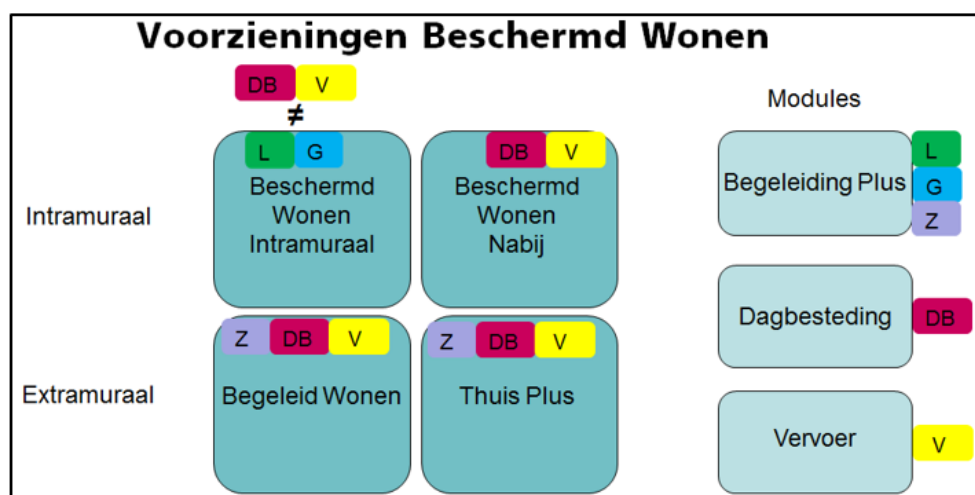 Voorzieningen Beschermd Wonen
DB V
≠
Modules
L G
Beschermd
Wonen
Intramuraal
DB V
Beschermd
Wonen
Nabij
Intramuraal
Begeleiding Plus
L
G
Z
Dagbesteding DB
Extramuraal
Z DB V
Begeleid Wonen
Z DB V
Thuis Plus
Vervoer V